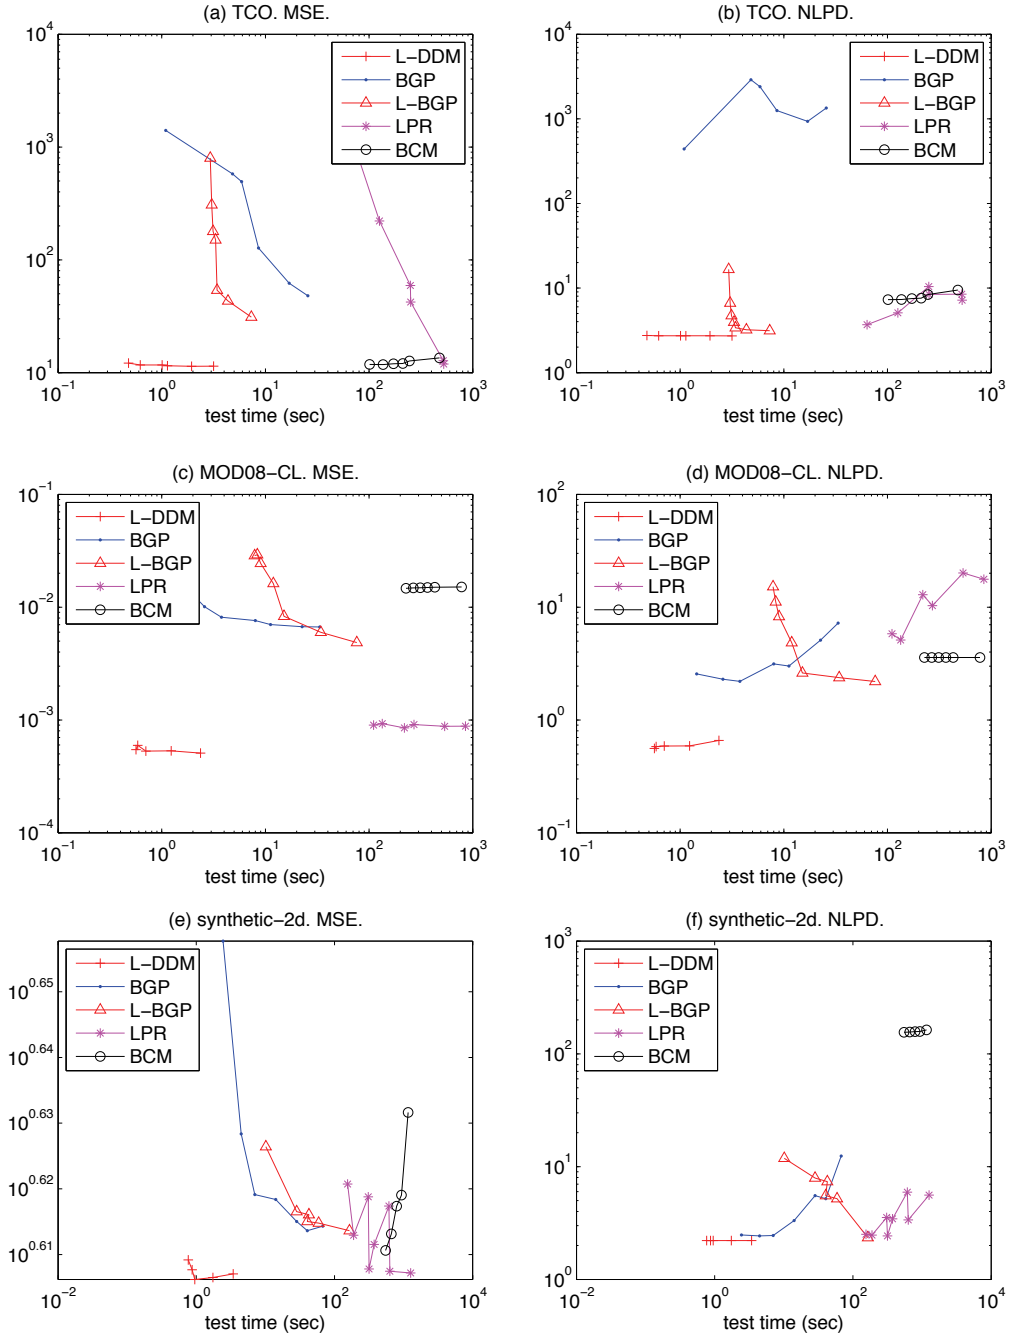 (a) TCO. MSE.
10^4
10^3
10^2
10^1
L-DDM
BGP
L-BGP
LPR
BCM
10^-1 10^0 10^1 10^2 10^3
test time (sec)
(b) TCO. NLPD.
10^4
10^3
10^2
10^1
10^0
L-DDM
BGP
L-BGP
LPR
BCM
10^-1 10^0 10^1 10^2 10^3
test time (sec)
(c) MOD08-CL. MSE.
10^-1
10^-2
10^-3
10^-4
L-DDM
BGP
L-BGP
LPR
BCM
10^-1 10^0 10^1 10^2 10^3
test time (sec)
(d) MOD08-CL. NLPD.
10^2
10^1
10^0
10^-1
L-DDM
BGP
L-BGP
LPR
BCM
10^-1 10^0 10^1 10^2 10^3
test time (sec)
(e) synthetic-2d. MSE.
10^0.65
10^0.64
10^0.63
10^0.62
10^0.61
L-DDM
BGP
L-BGP
LPR
BCM
10^-2 10^0 10^2 10^4
test time (sec)
(f) synthetic-2d. NLPD.
10^3
10^2
10^1
10^0
L-DDM
BGP
L-BGP
LPR
BCM
10^-2 10^0 10^2 10^4
test time (sec)